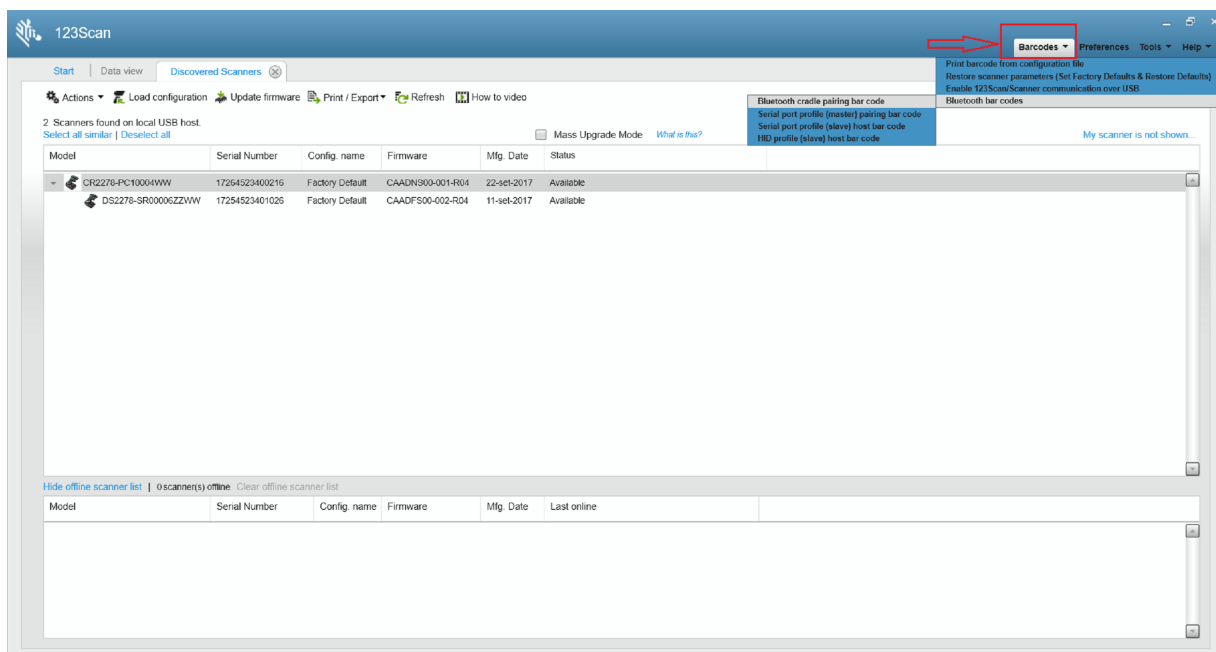 123Scan
Barcodes Preferences Tools Help
Print barcode from configuration file
Restore scanner parameters (Set Factory Defaults & Restore Defaults)
Enable 123Scan/Scanner communication over USB
Bluetooth bar codes
Bluetooth cradle pairing bar code
Serial port profile (master) pairing bar code
Serial port profile (slave) host bar code
HID profile (slave) host bar code
Start | Data view Discovered Scanners
Actions Load configuration Update firmware Print / Export Refresh How to video
2 Scanners found on local USB host.
Select all similar | Deselect all Mass Upgrade Mode What is this? My scanner is not shown...
Model Serial Number Config. name Firmware Mfg. Date Status
CR2278-PC10004WW 17264523400216 Factory Default CAADNS00-001-R04 22-set-2017 Available
DS2278-SR00006ZZWW 17254523401026 Factory Default CAADFS00-002-R04 11-set-2017 Available
Hide offline scanner list | 0 scanner(s) offline Clear offline scanner list
Model Serial Number Config. name Firmware Mfg. Date Last online